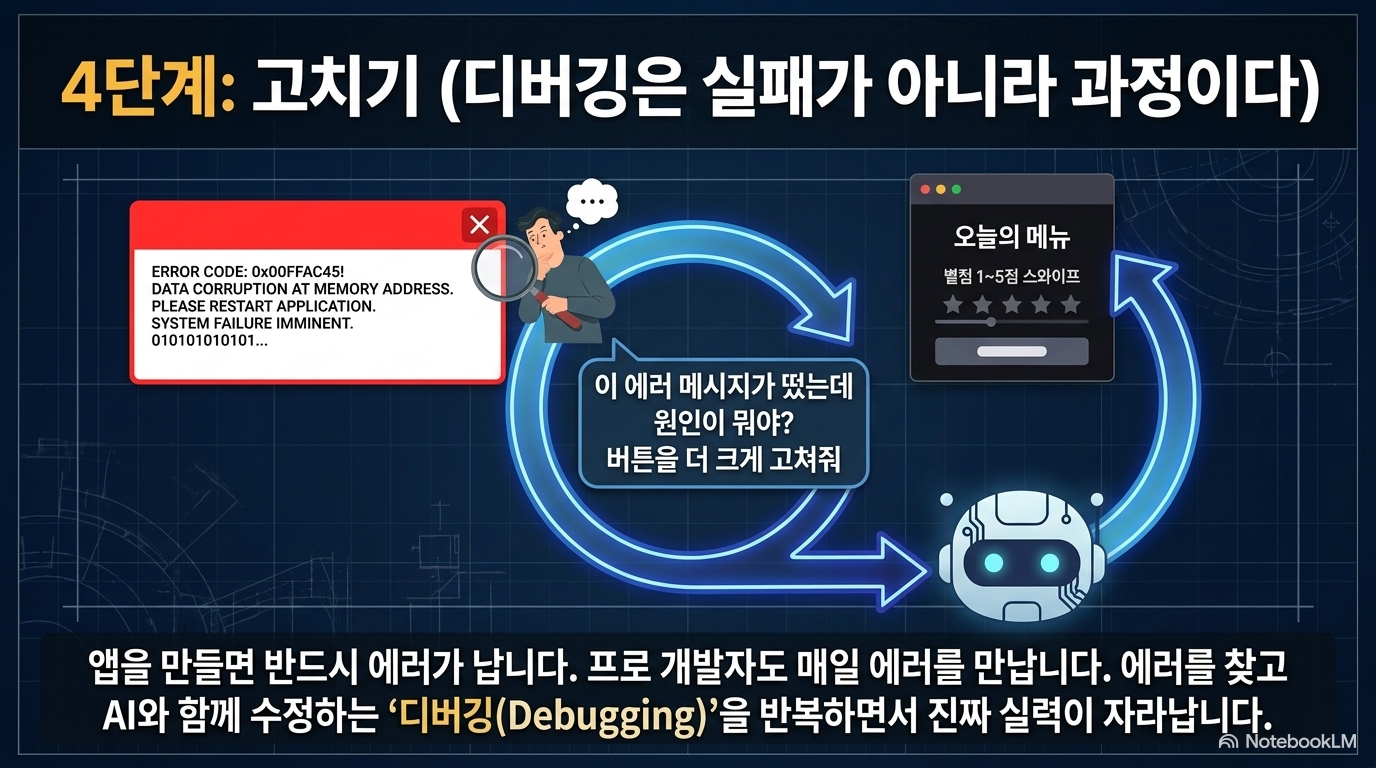 4단계: 고치기 (디버깅은 실패가 아니라 과정이다)
ERROR CODE: 0x00FFAC45!
DATA CORRUPTION AT MEMORY ADDRESS.
PLEASE RESTART APPLICATION.
SYSTEM FAILURE IMMINENT.
010101010101...
이 에러 메시지가 떴는데
원인이 뭐야?
버튼을 더 크게 고쳐줘
오늘의 메뉴
별점 1~5점 스와이프
앱을 만들면 반드시 에러가 납니다. 프로 개발자도 매일 에러를 만납니다. 에러를 찾고
AI와 함께 수정하는 ‘디버깅(Debugging)’을 반복하면서 진짜 실력이 자라납니다.
NotebookLM